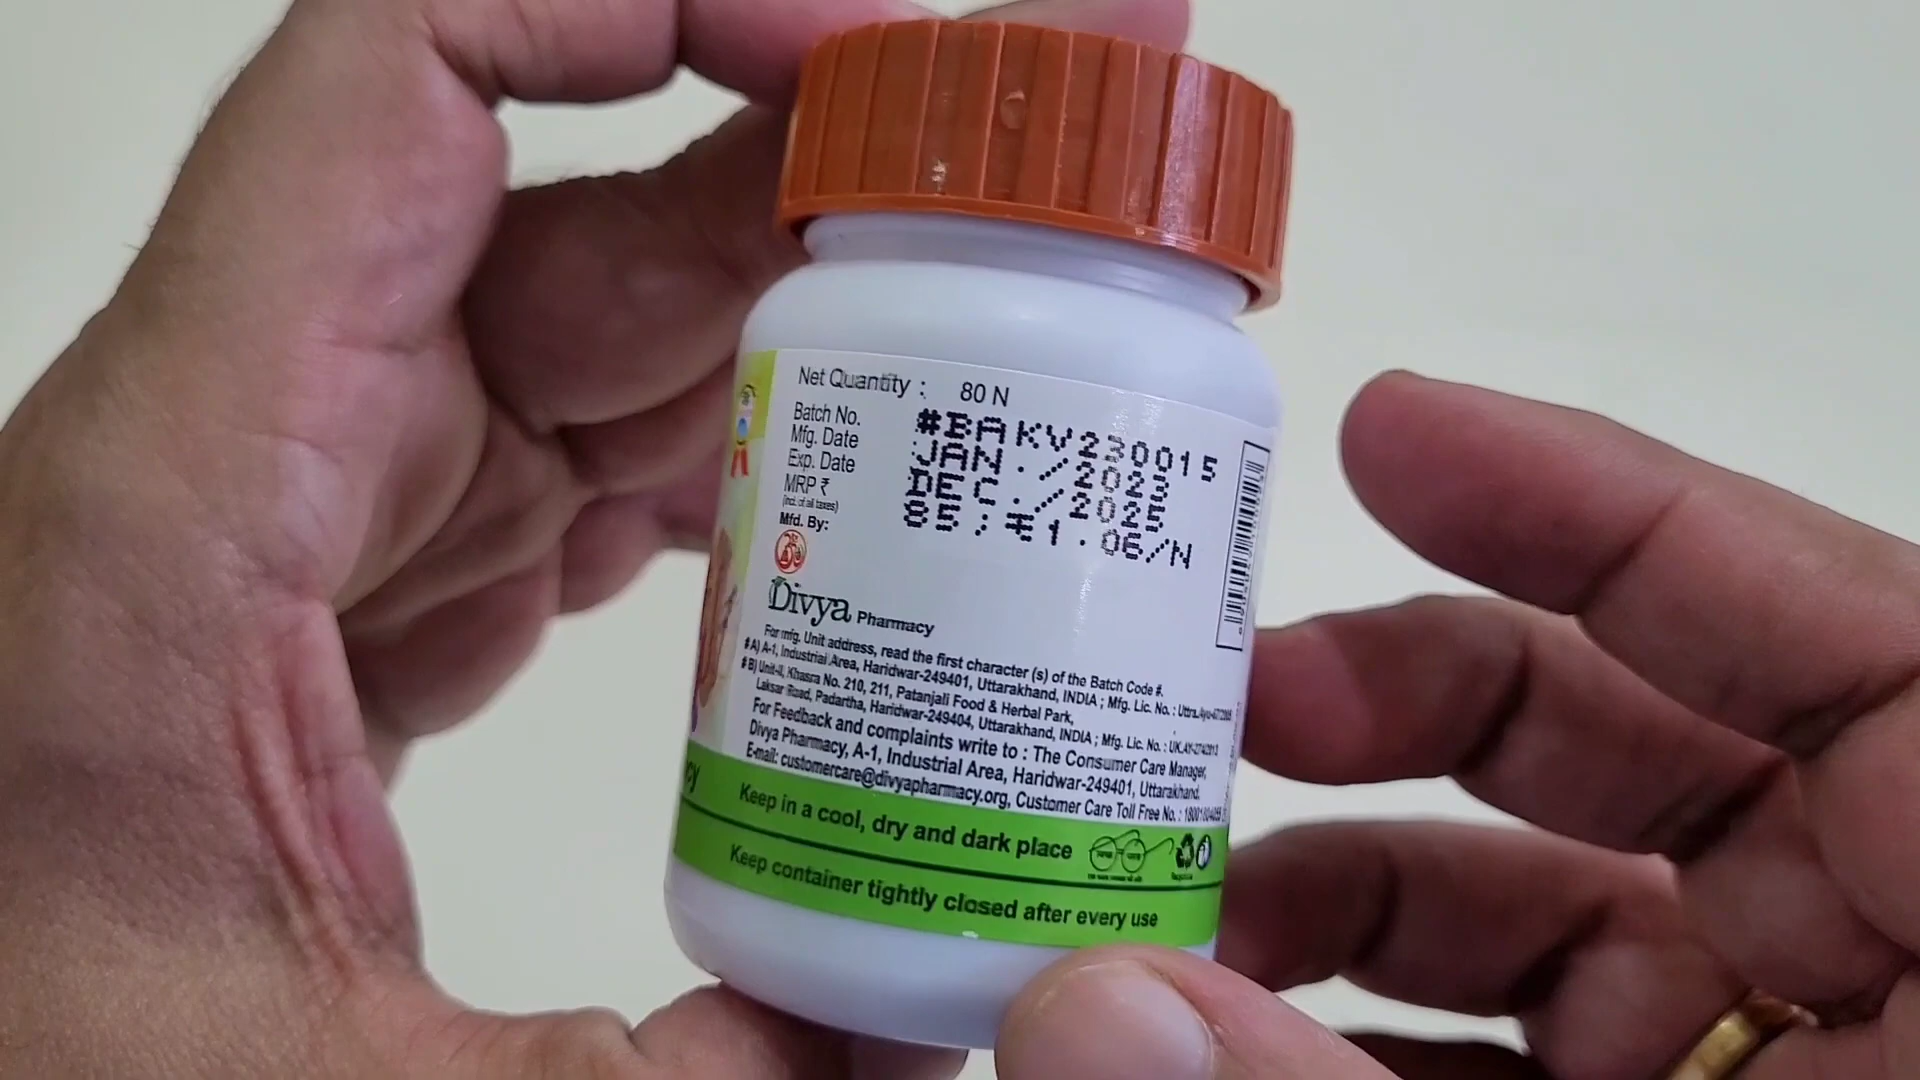 Net Quantity : 80 N
Batch No. #BAKV230015
Mfg. Date JAN./2023
Exp. Date DEC./2025
MRP ₹ 85:₹1.06/N
(incl. of all taxes)
Mfd. By:
Divya Pharmacy
For mfg. Unit address, read the first character (s) of the Batch Code #.
# A) A-1, Industrial Area, Haridwar-249401, Uttarakhand, INDIA ; Mfg. Lic. No. :
# B) Unit-II, Khasra No. 210, 211, Patanjali Food & Herbal Park,
Laksar Road, Padartha, Haridwar-249404, Uttarakhand, INDIA ; Mfg. Lic. No. :
For Feedback and complaints write to : The Consumer Care Manager,
Divya Pharmacy, A-1, Industrial Area, Haridwar-249401, Uttarakhand.
E-mail: customercare@divyapharmacy.org, Customer Care Toll Free No. :
cy
Keep in a cool, dry and dark place
Keep container tightly closed after every use